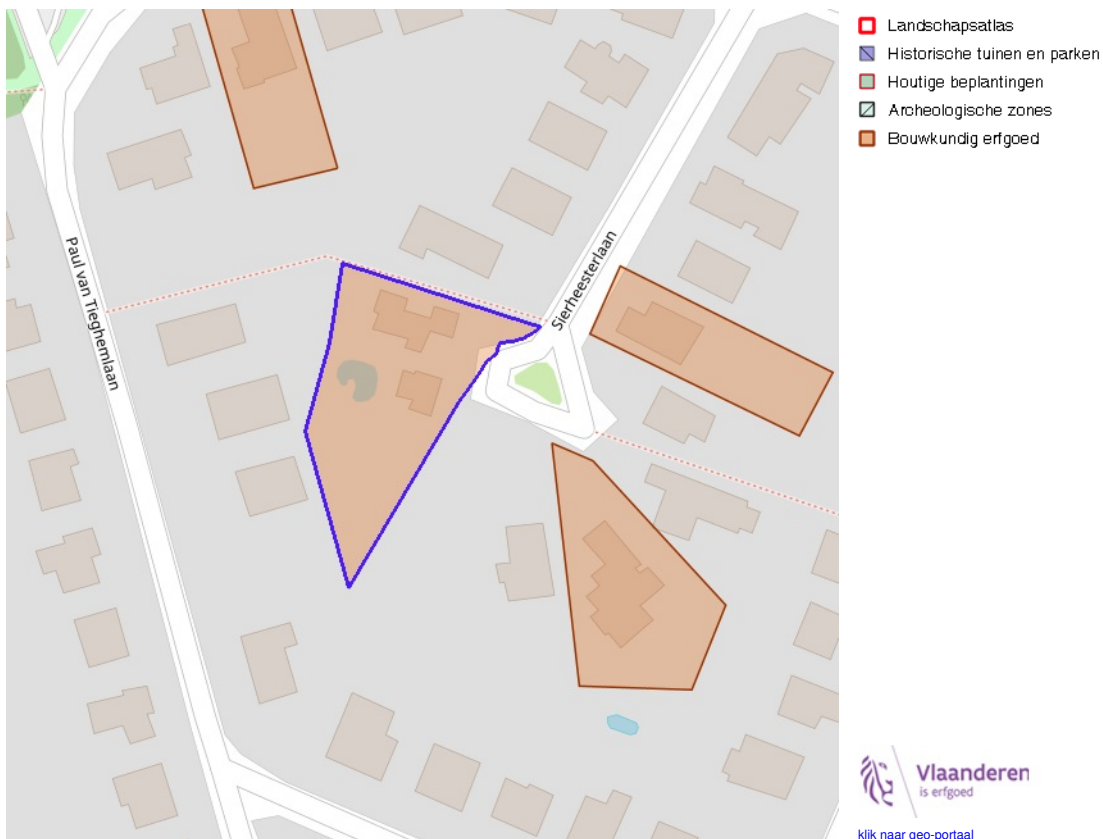 Landschapsatlas
Historische tuinen en parken
Houtige beplantingen
Archeologische zones
Bouwkundig erfgoed
Paul van Tieghemlaan
Sierheesterlaan
Vlaanderen
is erfgoed
klik naar geo-portaal